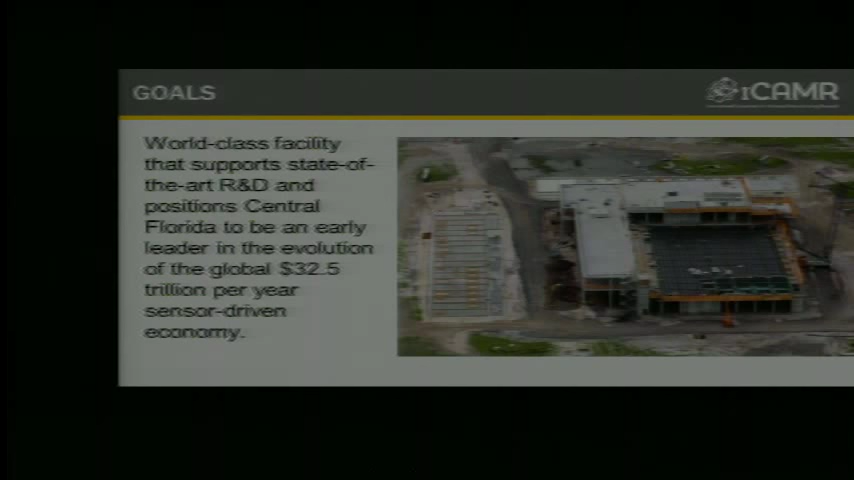 GOALS
iCAMR
World-class facility
that supports state-of-
the-art R&D and
positions Central
Florida to be an early
leader in the evolution
of the global $32.5
trillion per year
sensor-driven
economy.